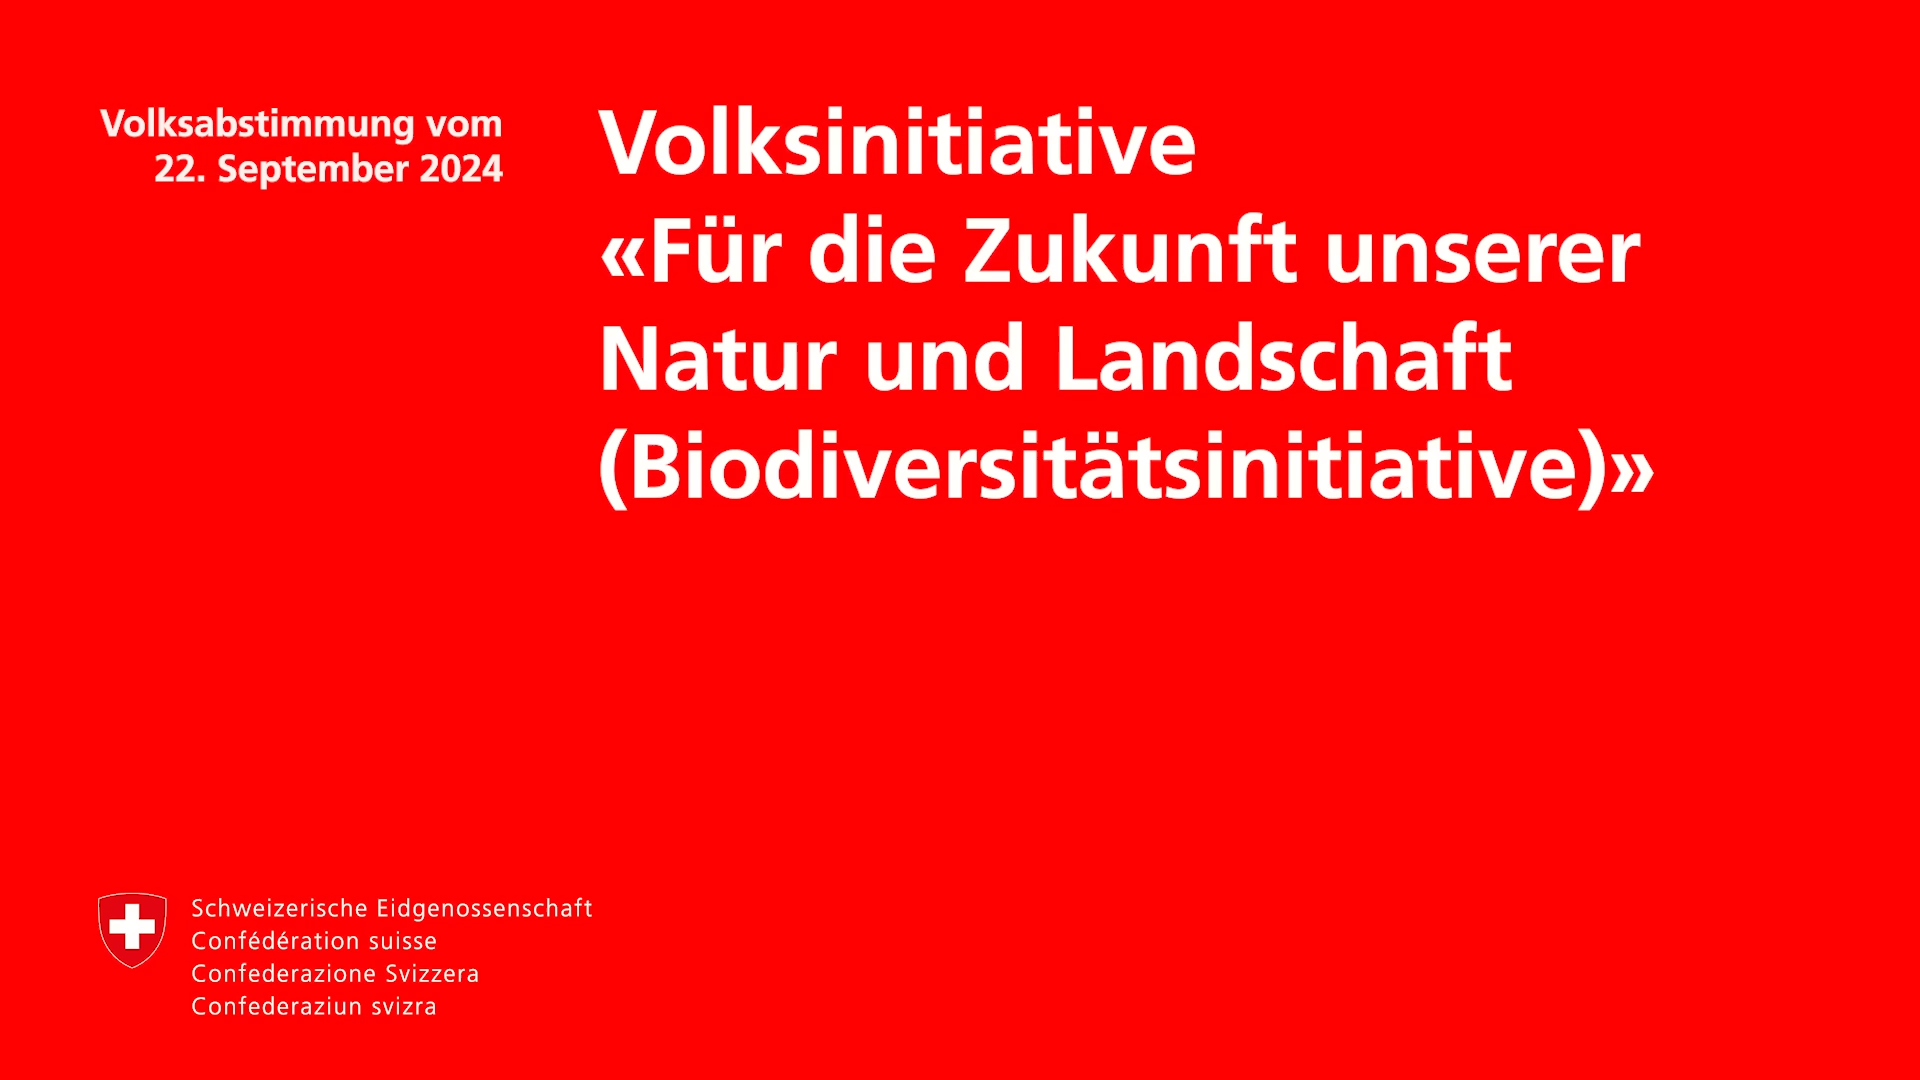 Volksabstimmung vom
22. September 2024
Volksinitiative
«Für die Zukunft unserer
Natur und Landschaft
(Biodiversitätsinitiative)»
Schweizerische Eidgenossenschaft
Confédération suisse
Confederazione Svizzera
Confederaziun svizra